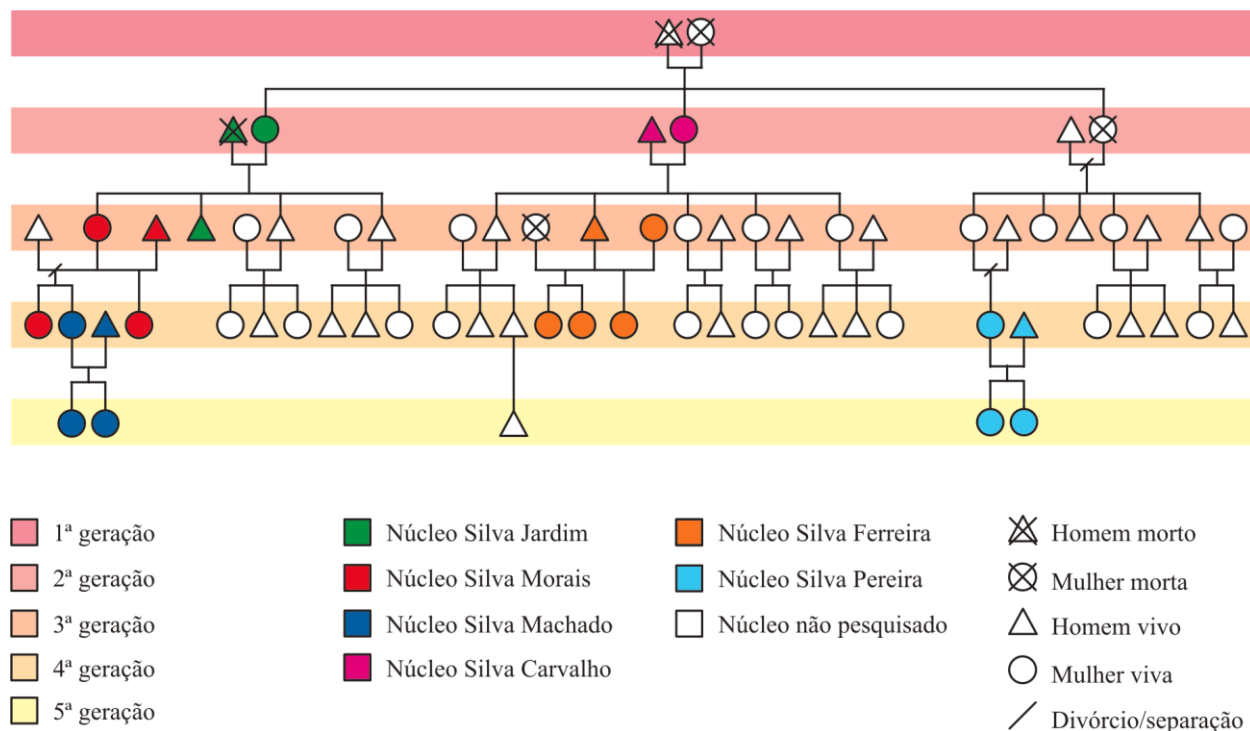 1ª geração
2ª geração
3ª geração
4ª geração
5ª geração
Núcleo Silva Jardim
Núcleo Silva Morais
Núcleo Silva Machado
Núcleo Silva Carvalho
Núcleo Silva Ferreira
Núcleo Silva Pereira
Núcleo não pesquisado
Homem morto
Mulher morta
Homem vivo
Mulher viva
Divórcio/separação